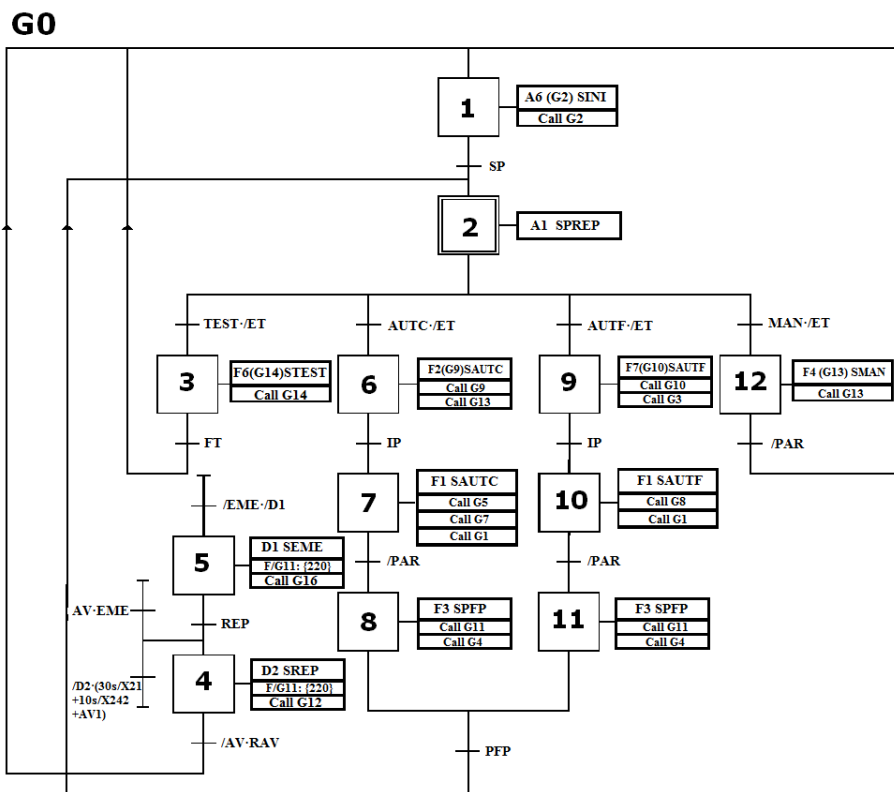 G0
1
A6 (G2) SINI
Call G2
SP
2
A1 SPREP
TEST·/ET
AUTC·/ET
AUTF·/ET
MAN·/ET
3
F6(G14)STEST
Call G14
6
F2(G9)SAUTC
Call G9
Call G13
9
F7(G10)SAUTF
Call G10
Call G3
12
F4 (G13) SMAN
Call G13
FT
IP
IP
/PAR
/EME·/D1
7
F1 SAUTC
Call G5
Call G7
Call G1
10
F1 SAUTF
Call G8
Call G1
5
D1 SEME
F/G11: {220}
Call G16
/PAR
/PAR
AV·EME
REP
8
F3 SPFP
Call G11
Call G4
11
F3 SPFP
Call G11
Call G4
/D2·(30s/X21
+10s/X242
+AV1)
4
D2 SREP
F/G11: {220}
Call G12
/AV·RAV
PFP